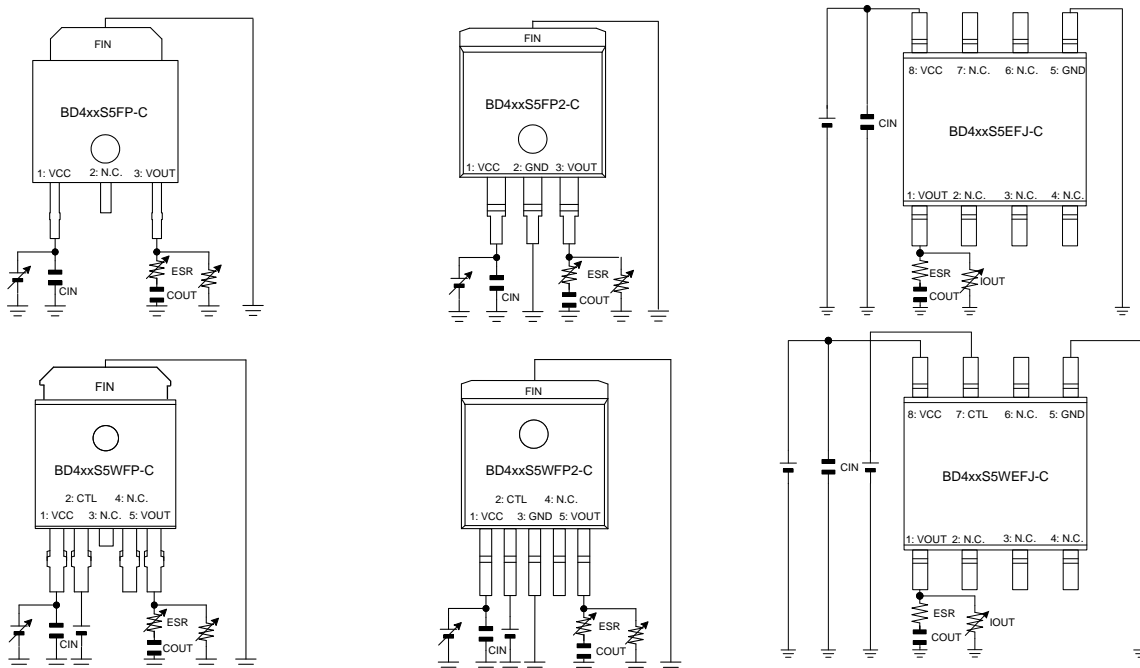 FIN
BD4xxS5FP-C
1: VCC 2: N.C. 3: VOUT
CIN
ESR
COUT
FIN
BD4xxS5FP2-C
1: VCC 2: GND 3: VOUT
CIN
ESR
COUT
8: VCC 7: N.C. 6: N.C. 5: GND
CIN
BD4xxS5EFJ-C
1: VOUT 2: N.C. 3: N.C. 4: N.C.
ESR
IOUT
COUT
FIN
BD4xxS5WFP-C
2: CTL 4: N.C.
1: VCC 3: N.C. 5: VOUT
CIN
ESR
COUT
FIN
BD4xxS5WFP2-C
2: CTL 4: N.C.
1: VCC 3: GND 5: VOUT
CIN
ESR
COUT
8: VCC 7: CTL 6: N.C. 5: GND
CIN
BD4xxS5WEFJ-C
1: VOUT 2: N.C. 3: N.C. 4: N.C.
ESR
IOUT
COUT